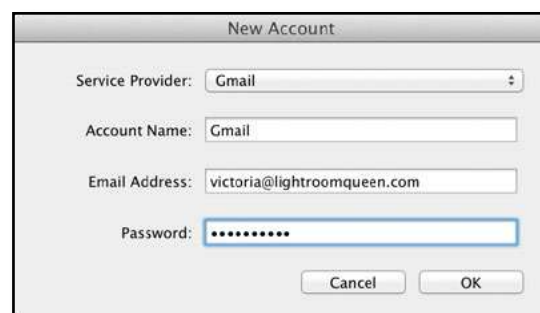 New Account
Service Provider: Gmail
Account Name: Gmail
Email Address: victoria@lightroomqueen.com
Password: ••••••••••
Cancel OK